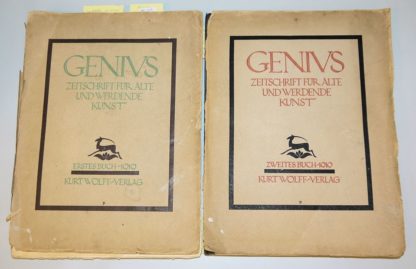 GENIVS
ZEITSCHRIFT FÜR ALTE
UND WERDENDE
KUNST
ERSTES BUCH·1919
KURT WOLFF·VERLAG
GENIVS
ZEITSCHRIFT FÜR ALTE
UND WERDENDE
KUNST
ZWEITES BUCH·1919
KURT WOLFF·VERLAG